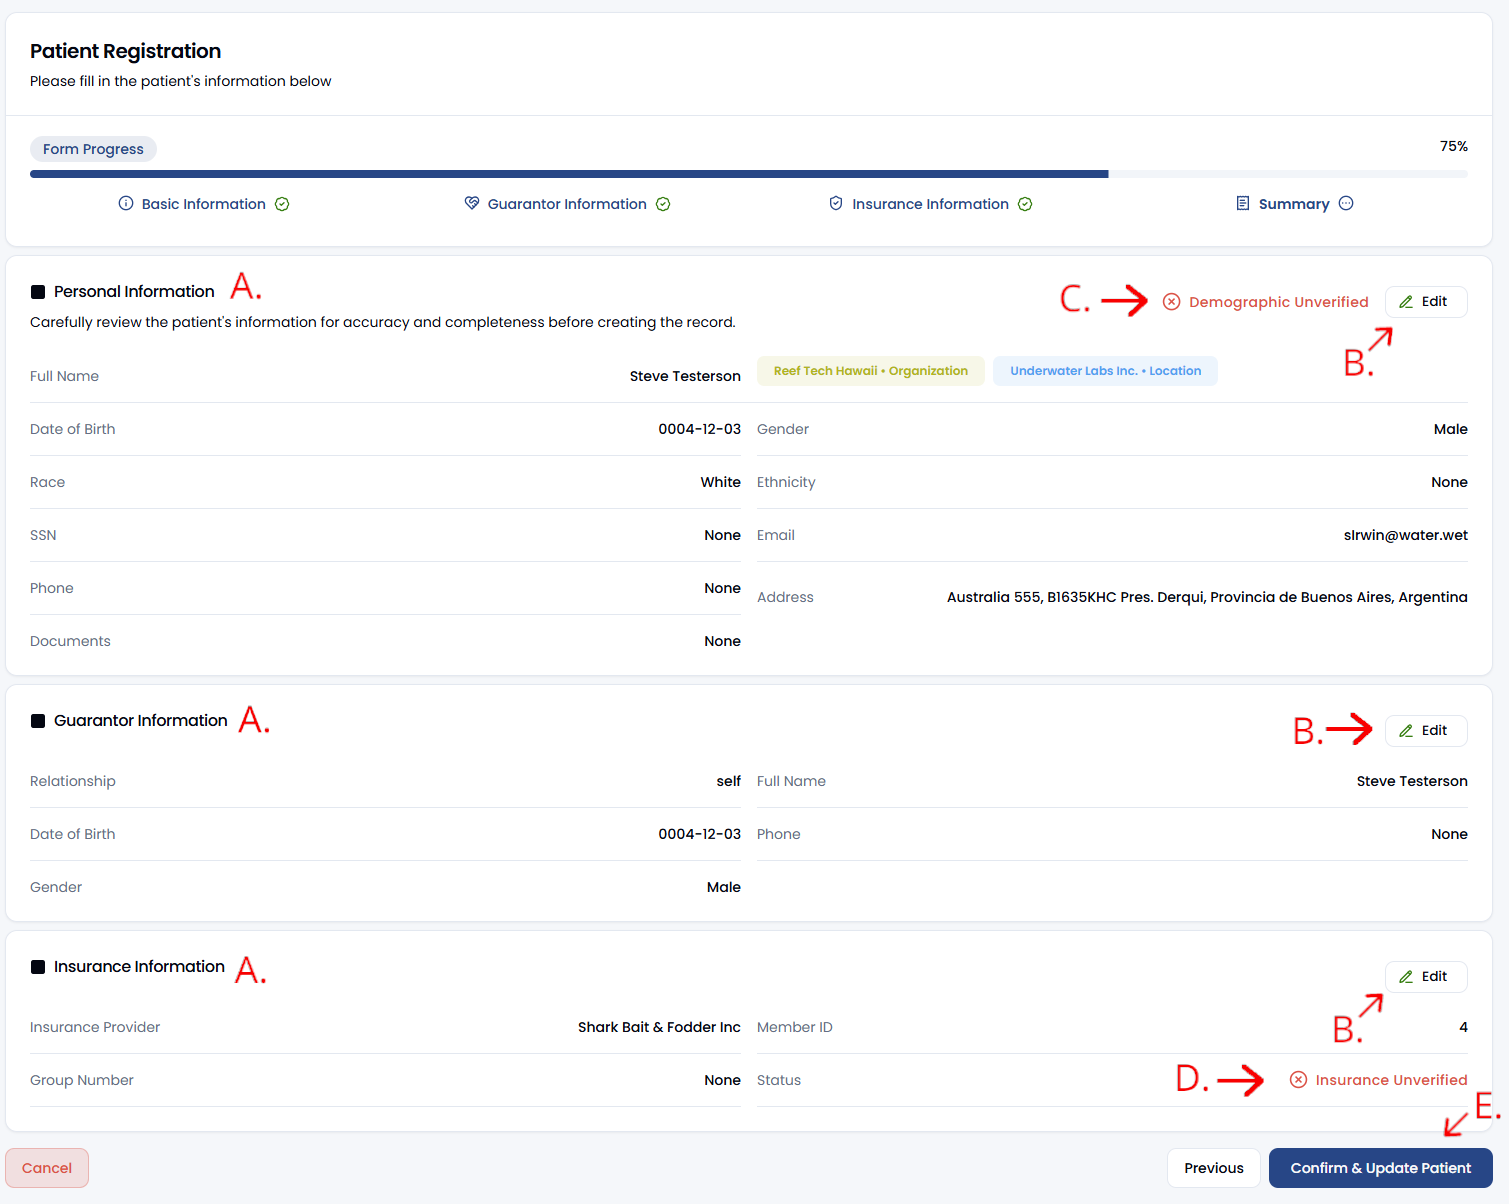 Patient Registration
Please fill in the patient's information below
Form Progress
75%
Basic Information
Guarantor Information
Insurance Information
Summary
Personal Information A.
C. → Demographic Unverified Edit
Carefully review the patient's information for accuracy and completeness before creating the record.
B.
Full Name Steve Testerson
Reef Tech Hawaii • Organization
Underwater Labs Inc. • Location
Date of Birth 0004-12-03
Gender Male
Race White
Ethnicity None
SSN None
Email sIrwin@water.wet
Phone None
Address Australia 555, B1635KHC Pres. Derqui, Provincia de Buenos Aires, Argentina
Documents None
Guarantor Information A.
B. → Edit
Relationship self
Full Name Steve Testerson
Date of Birth 0004-12-03
Phone None
Gender Male
Insurance Information A.
Edit
B.
Insurance Provider Shark Bait & Fodder Inc
Member ID 4
Group Number None
Status D. → Insurance Unverified
E.
Cancel
Previous
Confirm & Update Patient